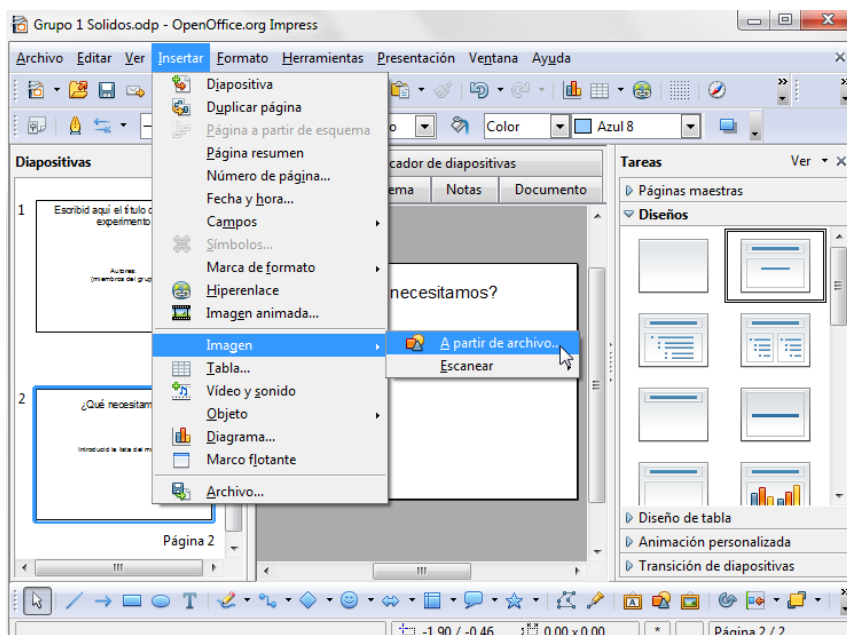 Grupo 1 Solidos.odp - OpenOffice.org Impress
Archivo Editar Ver Insertar Formato Herramientas Presentación Ventana Ayuda
Diapositiva
Duplicar página
Página a partir de esquema
Página resumen
Número de página...
Fecha y hora...
Campos
Símbolos...
Marca de formato
Hiperenlace
Imagen animada...
Imagen
Tabla...
Vídeo y sonido
Objeto
Diagrama...
Marco flotante
Archivo...
A partir de archivo...
Escanear
o Color Azul 8
Diapositivas
1
Escribid aquí el título d
experimento
Autores:
(miembros del grup
2
¿Qué necesitam
Introducid la lista del m
Página 2
cador de diapositivas
ema Notas Documento
necesitamos?
Tareas Ver
Páginas maestras
Diseños
Diseño de tabla
Animación personalizada
Transición de diapositivas
-1,90 / -0,46 0,00 x 0,00 * Página 2 / 2